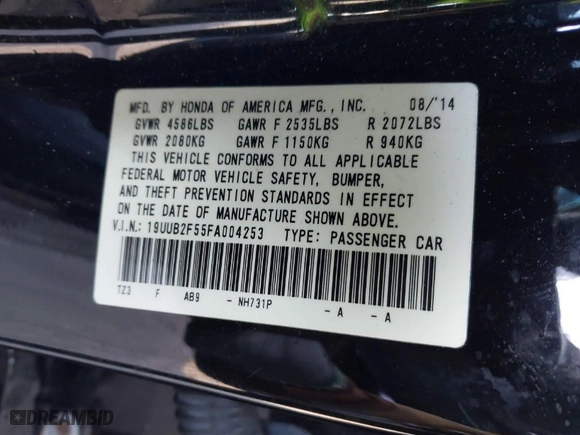 MFD. BY HONDA OF AMERICA MFG., INC. 08/'14
GVWR 4586LBS GAWR F 2535LBS R 2072LBS
GVWR 2080KG GAWR F 1150KG R 940KG
THIS VEHICLE CONFORMS TO ALL APPLICABLE
FEDERAL MOTOR VEHICLE SAFETY, BUMPER,
AND THEFT PREVENTION STANDARDS IN EFFECT
ON THE DATE OF MANUFACTURE SHOWN ABOVE.
V.I.N.: 19UUB2F55FA004253 TYPE: PASSENGER CAR
TZ3 F AB9 - NH731P - A - A
DREAMBID